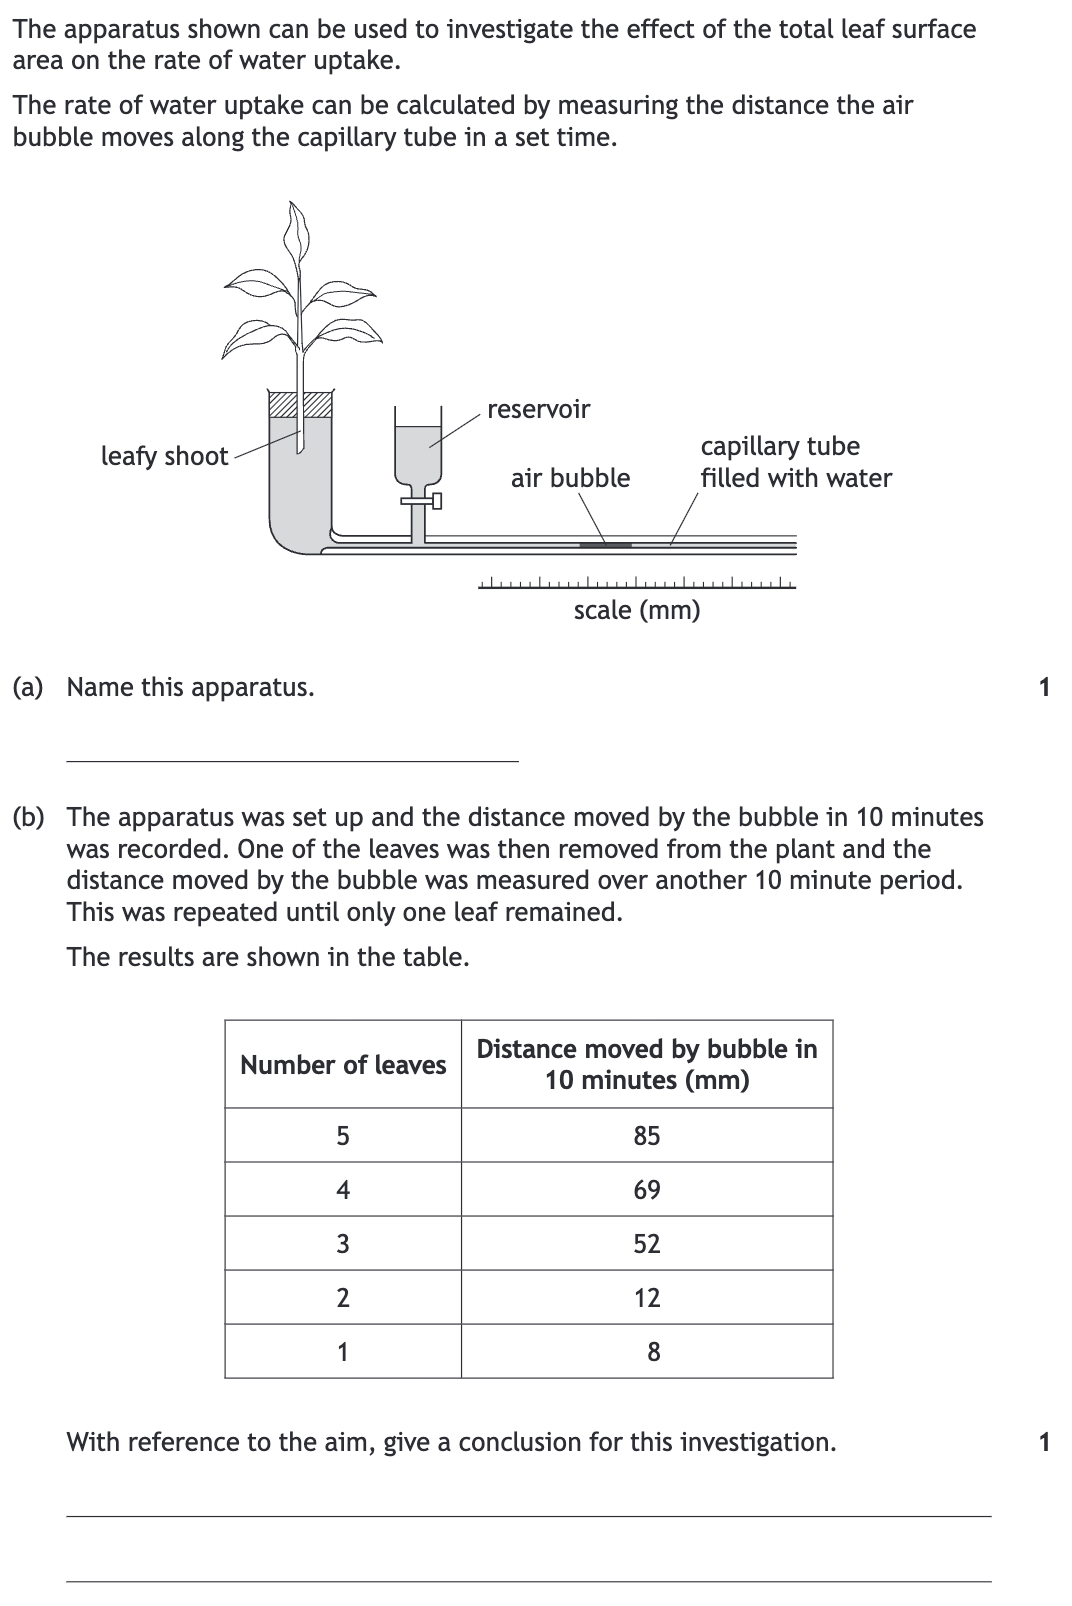 The apparatus shown can be used to investigate the effect of the total leaf surface
area on the rate of water uptake.
The rate of water uptake can be calculated by measuring the distance the air
bubble moves along the capillary tube in a set time.
reservoir
leafy shoot
capillary tube
air bubble
filled with water
scale (mm)
(a) Name this apparatus. 1
(b) The apparatus was set up and the distance moved by the bubble in 10 minutes
was recorded. One of the leaves was then removed from the plant and the
distance moved by the bubble was measured over another 10 minute period.
This was repeated until only one leaf remained.
The results are shown in the table.
Number of leaves
Distance moved by bubble in
10 minutes (mm)
5 85
4 69
3 52
2 12
1 8
With reference to the aim, give a conclusion for this investigation. 1